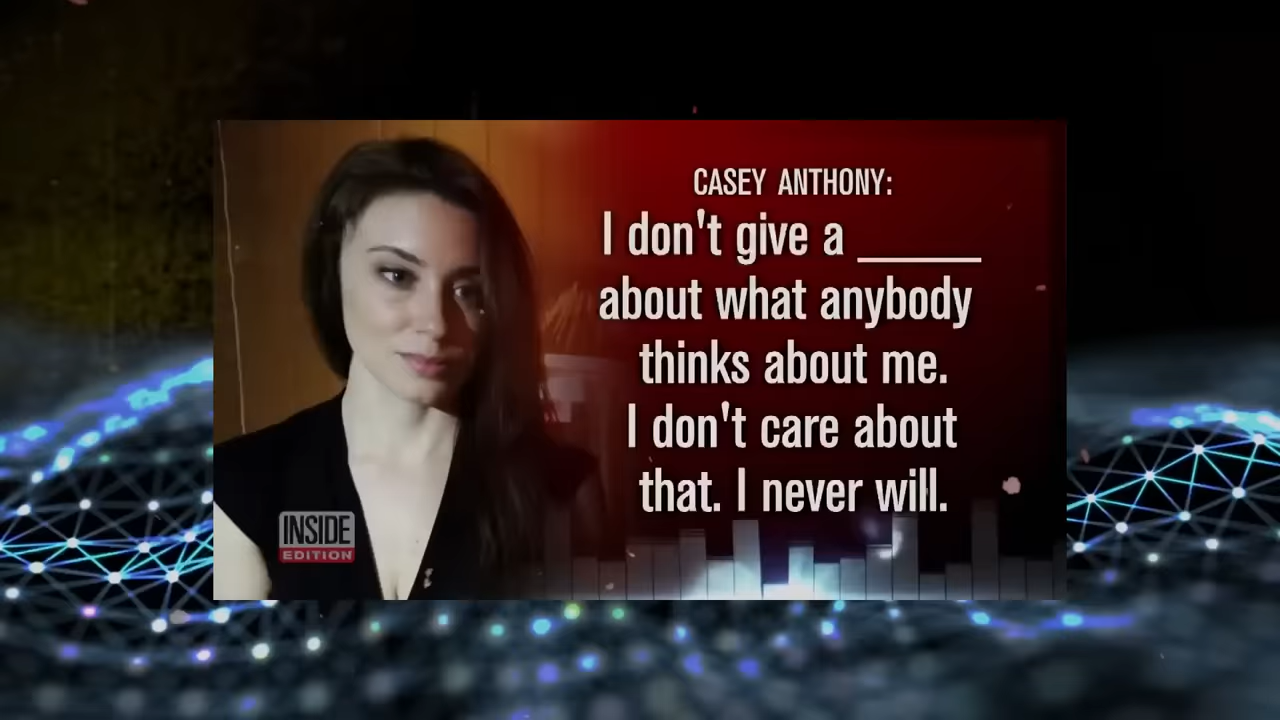 CASEY ANTHONY:
I don't give a _____
about what anybody
thinks about me.
I don't care about
that. I never will.
INSIDE
EDITION